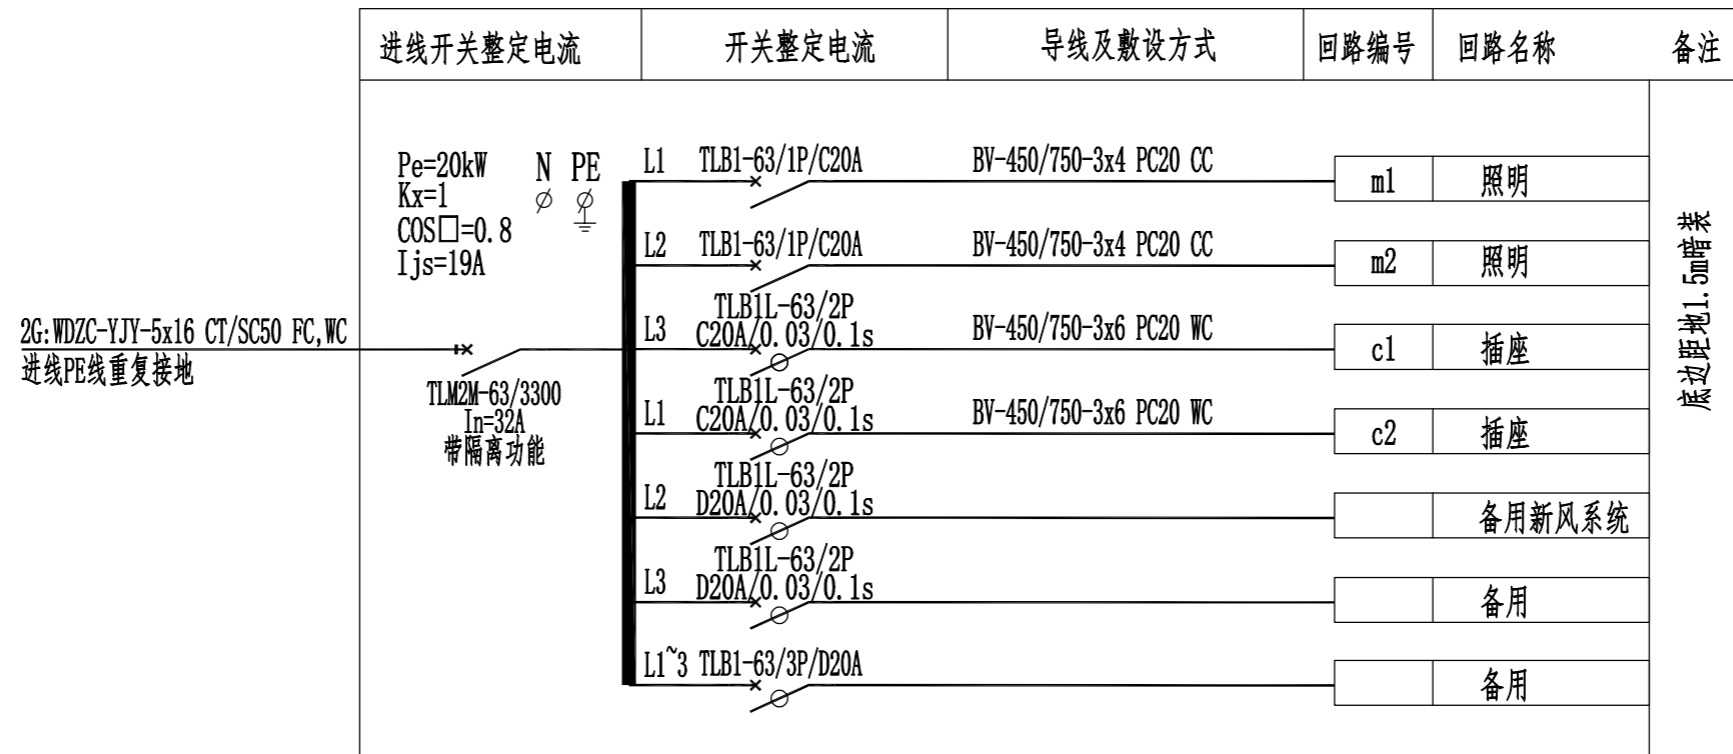 进线开关整定电流
开关整定电流
导线及敷设方式
回路编号
回路名称
备注
Pe=20kW
Kx=1
COS□=0.8
Ijs=19A
N PE
L1 TLB1-63/1P/C20A BV-450/750-3x4 PC20 CC m1 照明
L2 TLB1-63/1P/C20A BV-450/750-3x4 PC20 CC m2 照明
TLB1L-63/2P
L3 C20A/0.03/0.1s BV-450/750-3x6 PC20 WC c1 插座
2G:WDZC-YJY-5x16 CT/SC50 FC,WC
进线PE线重复接地
TLM2M-63/3300
In=32A
带隔离功能
TLB1L-63/2P
L1 C20A/0.03/0.1s BV-450/750-3x6 PC20 WC c2 插座
TLB1L-63/2P
L2 D20A/0.03/0.1s 备用新风系统
TLB1L-63/2P
L3 D20A/0.03/0.1s 备用
L1~3 TLB1-63/3P/D20A 备用
底边距地1.5m暗装